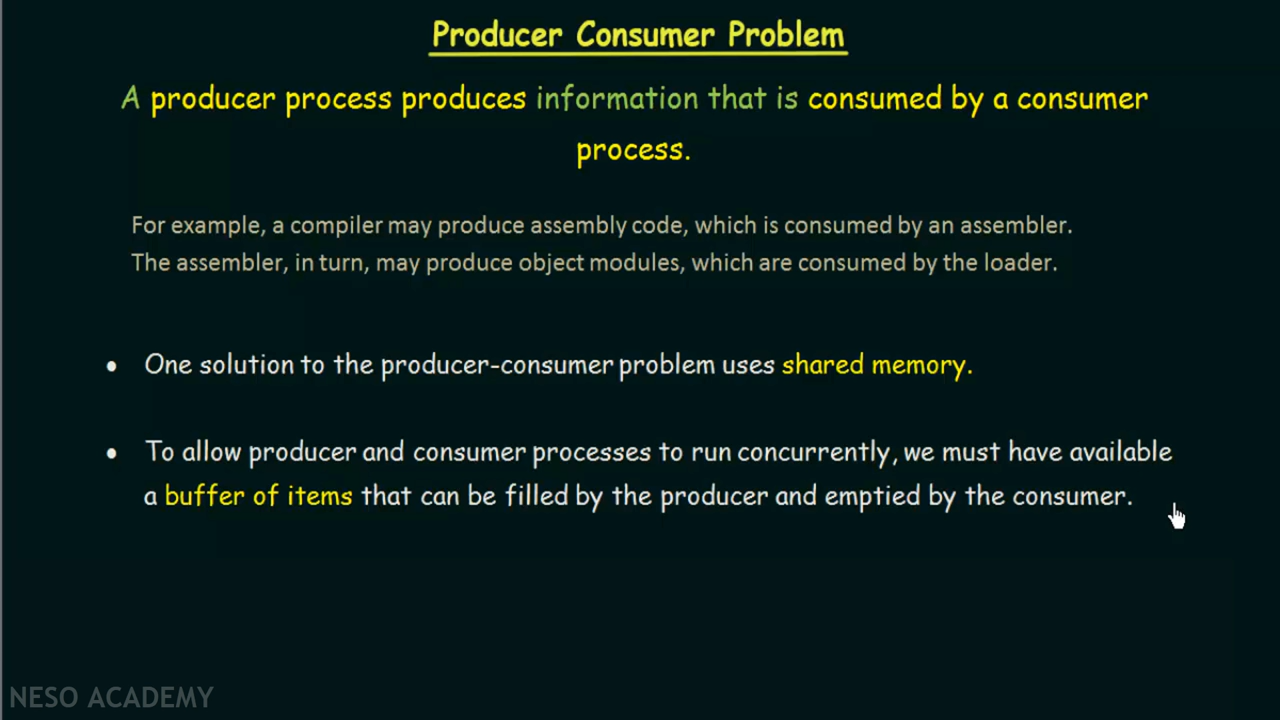 Producer Consumer Problem
A producer process produces information that is consumed by a consumer
process.
For example, a compiler may produce assembly code, which is consumed by an assembler.
The assembler, in turn, may produce object modules, which are consumed by the loader.
• One solution to the producer-consumer problem uses shared memory.
• To allow producer and consumer processes to run concurrently, we must have available
a buffer of items that can be filled by the producer and emptied by the consumer.
NESO ACADEMY